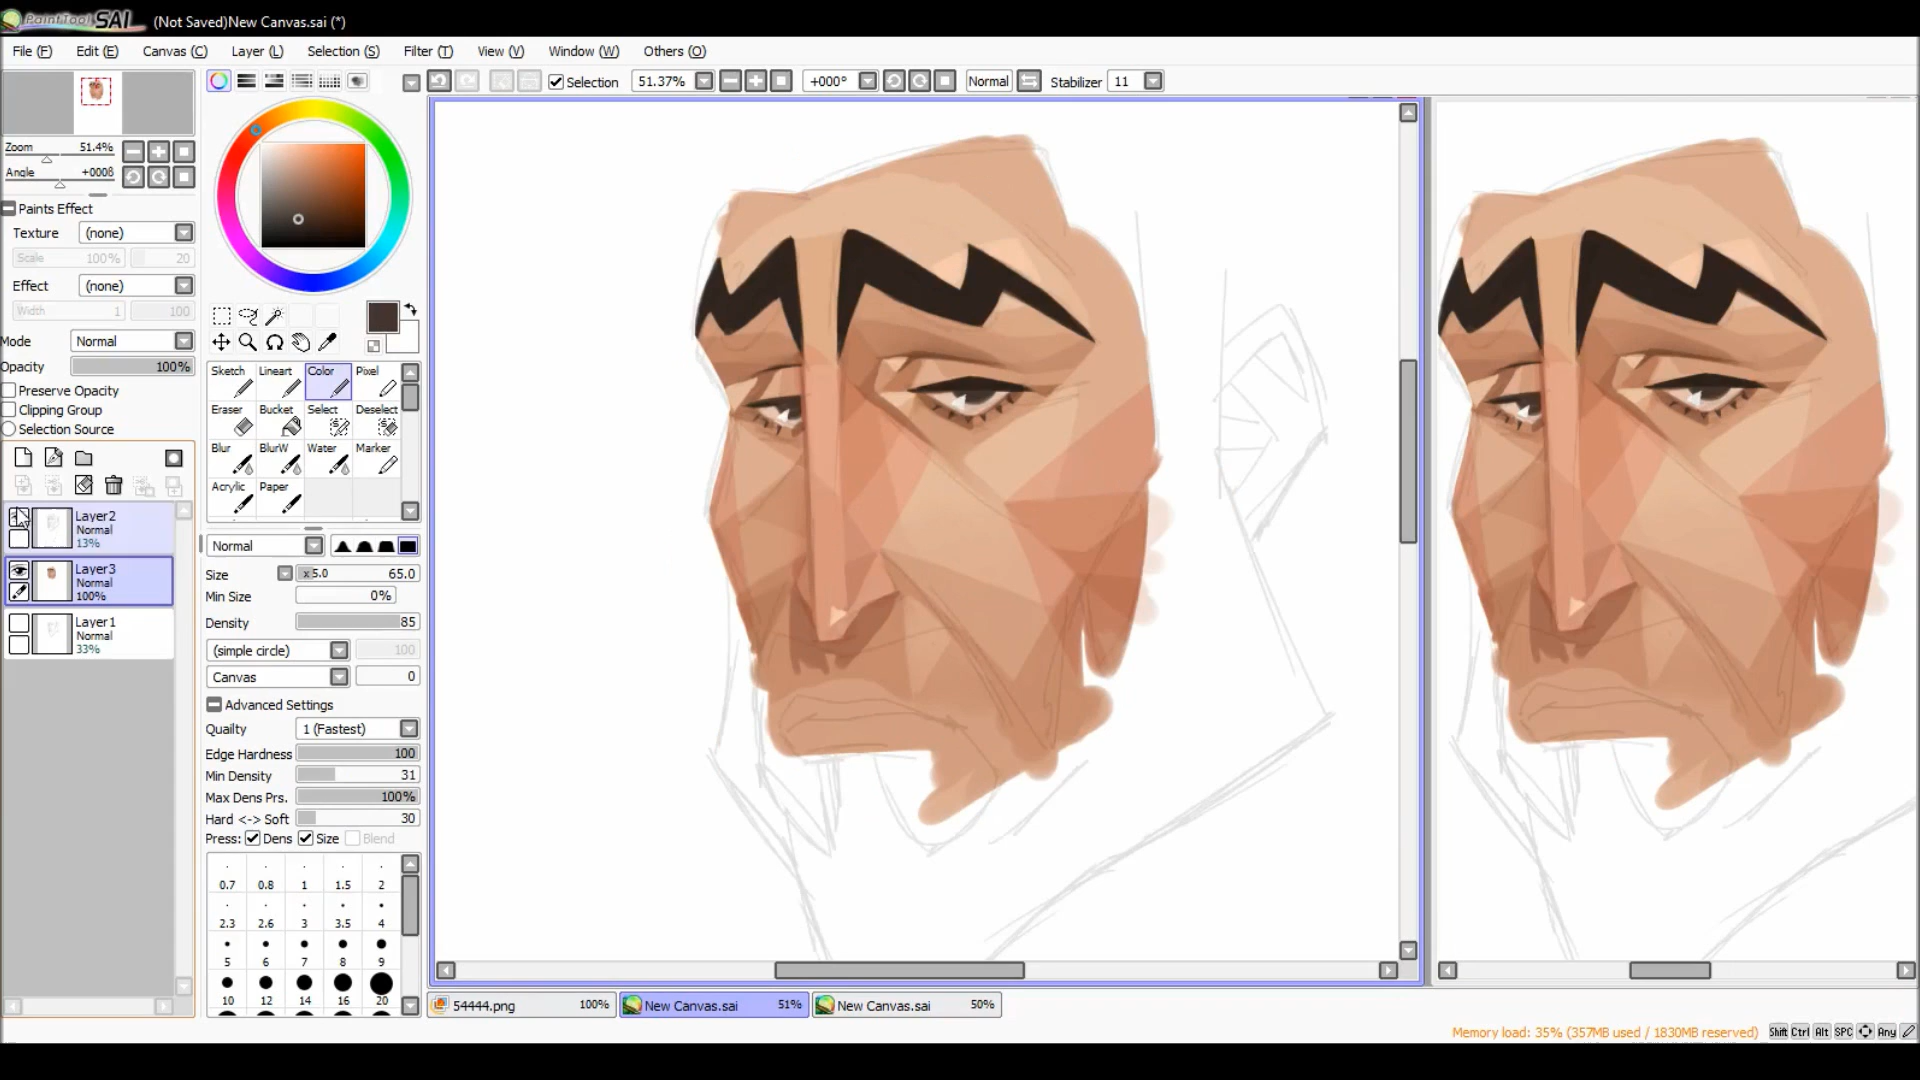 PaintTool SAI (Not Saved)New Canvas.sai (*)
File (F) Edit (E) Canvas (C) Layer (L) Selection (S) Filter (T) View (V) Window (W) Others (O)
Selection 51.37% +000° Normal Stabilizer 11
Zoom 51.4%
Angle +0008
Paints Effect
Texture (none)
Scale 100% 20
Effect (none)
Width 1 100
Mode Normal
Opacity 100%
Preserve Opacity
Clipping Group
Selection Source
Layer2
Normal
13%
Layer3
Normal
100%
Layer1
Normal
33%
Sketch Lineart Color Pixel
Eraser Bucket Select Deselect
Blur BlurW Water Marker
Acrylic Paper
Normal
Size x5.0 65.0
Min Size 0%
Density 85
(simple circle) 100
Canvas 0
Advanced Settings
Quailty 1 (Fastest)
Edge Hardness 100
Min Density 31
Max Dens Prs. 100%
Hard <-> Soft 30
Press: Dens Size Blend
0.7 0.8 1 1.5 2
2.3 2.6 3 3.5 4
5 6 7 8 9
10 12 14 16 20
54444.png 100% New Canvas.sai 51% New Canvas.sai 50%
Memory load: 35% (357MB used / 1830MB reserved) Shift Ctrl Alt SPC Any